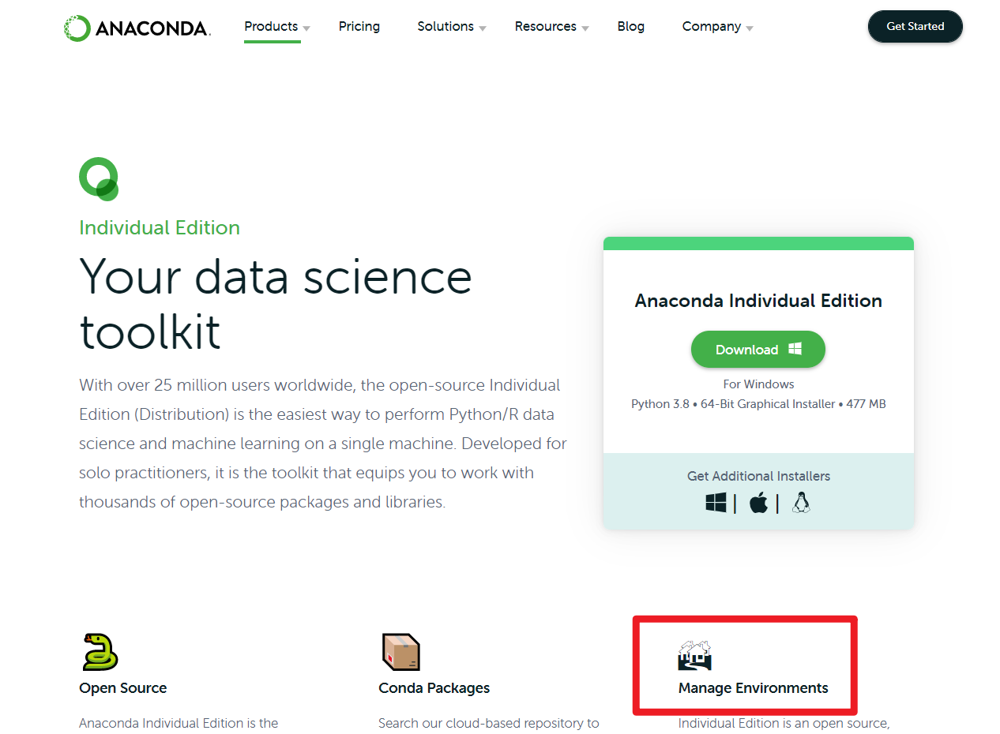 ANACONDA.
Products
Pricing
Solutions
Resources
Blog
Company
Get Started
Individual Edition
Your data science
toolkit
With over 25 million users worldwide, the open-source Individual
Edition (Distribution) is the easiest way to perform Python/R data
science and machine learning on a single machine. Developed for
solo practitioners, it is the toolkit that equips you to work with
thousands of open-source packages and libraries.
Anaconda Individual Edition
Download
For Windows
Python 3.8 • 64-Bit Graphical Installer • 477 MB
Get Additional Installers
| |
Open Source
Anaconda Individual Edition is the
Conda Packages
Search our cloud-based repository to
Manage Environments
Individual Edition is an open source,